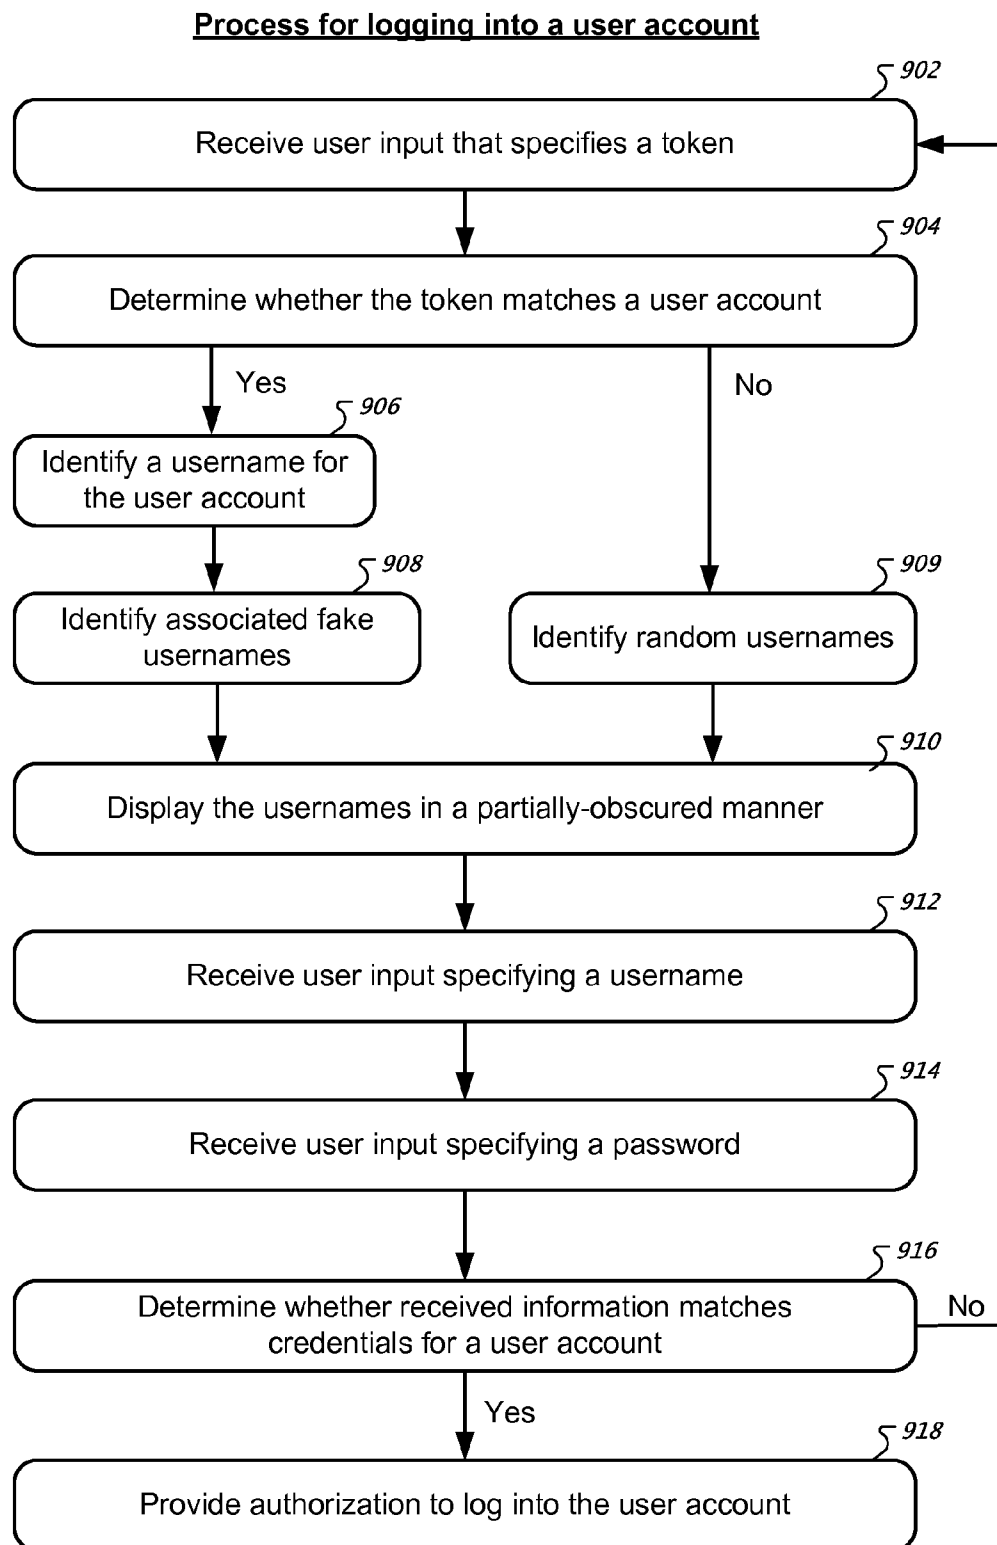 Process for logging into a user account
902
Receive user input that specifies a token
904
Determine whether the token matches a user account
Yes
No
906
Identify a username for
the user account
908
Identify associated fake
usernames
909
Identify random usernames
910
Display the usernames in a partially-obscured manner
912
Receive user input specifying a username
914
Receive user input specifying a password
916
Determine whether received information matches
credentials for a user account
No
Yes
918
Provide authorization to log into the user account